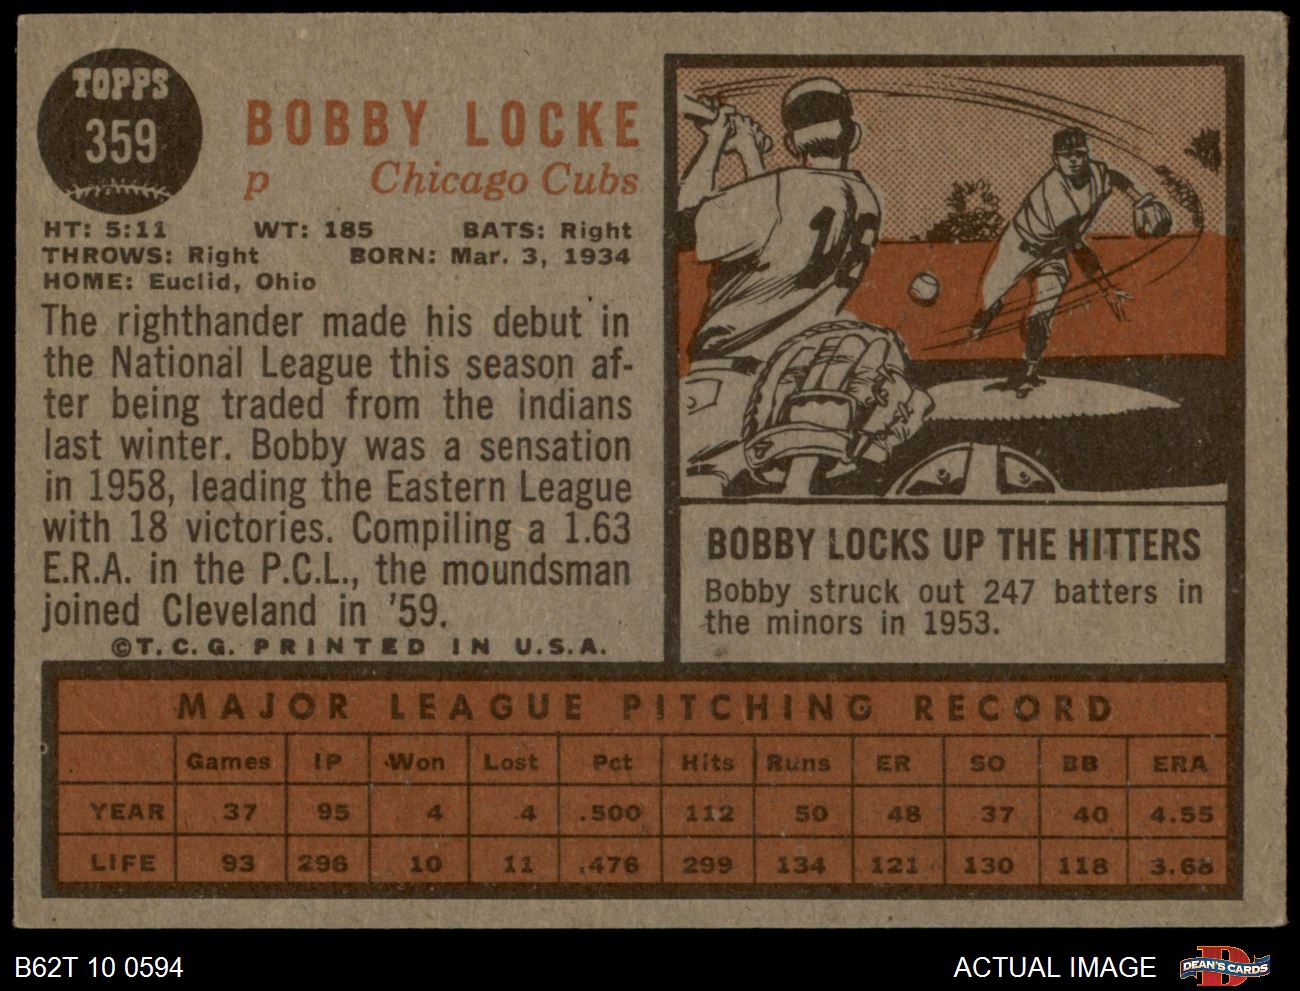 TOPPS
359
BOBBY LOCKE
p Chicago Cubs
HT: 5:11 WT: 185 BATS: Right
THROWS: Right BORN: Mar. 3, 1934
HOME: Euclid, Ohio
The righthander made his debut in
the National League this season af-
ter being traded from the Indians
last winter. Bobby was a sensation
in 1958, leading the Eastern League
with 18 victories. Compiling a 1.63
E.R.A. in the P.C.L., the moundsman
joined Cleveland in '59.
©T.C.G. PRINTED IN U.S.A.
18
BOBBY LOCKS UP THE HITTERS
Bobby struck out 247 batters in
the minors in 1953.
MAJOR LEAGUE PITCHING RECORD
Games IP Won Lost Pct Hits Runs ER SO BB ERA
YEAR 37 95 4 4 .500 112 50 48 37 40 4.55
LIFE 93 296 10 11 .476 299 134 121 130 118 3.68
B62T 10 0594
ACTUAL IMAGE
D
DEAN'S CARDS